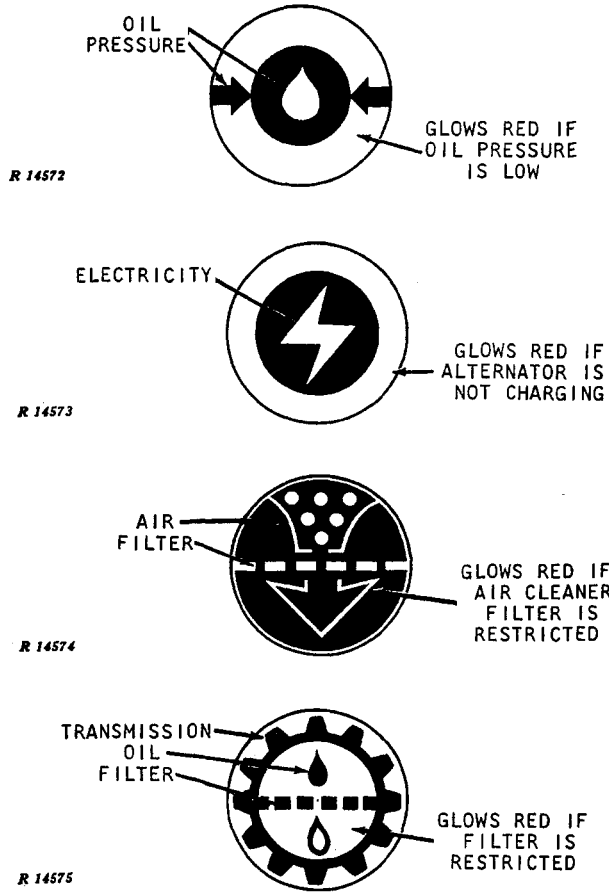 OIL
PRESSURE
GLOWS RED IF
OIL PRESSURE
IS LOW
R 14572
ELECTRICITY
GLOWS RED IF
ALTERNATOR IS
NOT CHARGING
R 14573
AIR
FILTER
GLOWS RED IF
AIR CLEANER
FILTER IS
RESTRICTED
R 14574
TRANSMISSION
OIL
FILTER
GLOWS RED IF
FILTER IS
RESTRICTED
R 14575